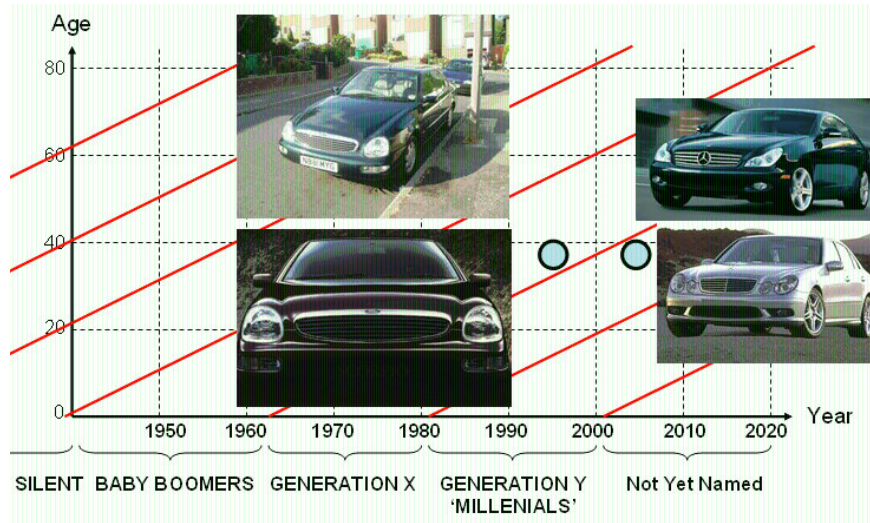 Age
80
60
40
20
0
1950
1960
1970
1980
1990
2000
2010
2020
Year
SILENT
BABY BOOMERS
GENERATION X
GENERATION Y
'MILLENIALS'
Not Yet Named